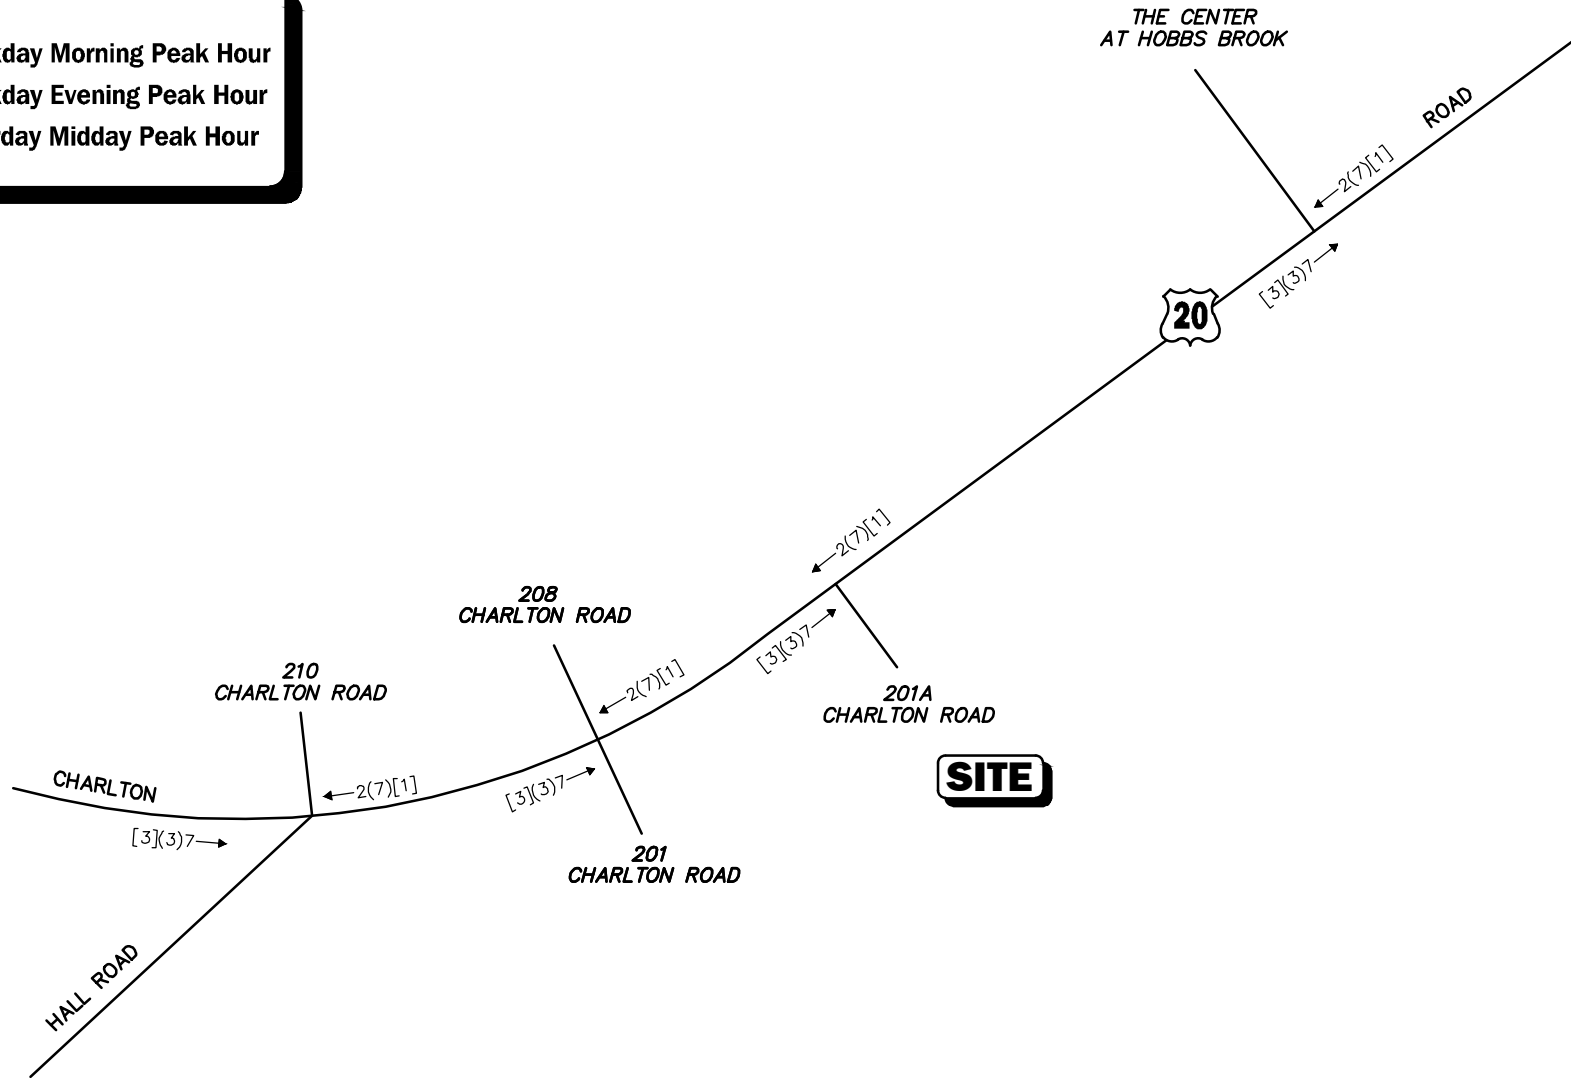 kday Morning Peak Hour
kday Evening Peak Hour
rday Midday Peak Hour
THE CENTER
AT HOBBS BROOK
ROAD
2(7)[1]
[3](3)7
20
2(7)[1]
[3](3)7
208
CHARLTON ROAD
2(7)[1]
[3](3)7
201A
CHARLTON ROAD
210
CHARLTON ROAD
SITE
CHARLTON
2(7)[1]
[3](3)7
201
CHARLTON ROAD
HALL ROAD